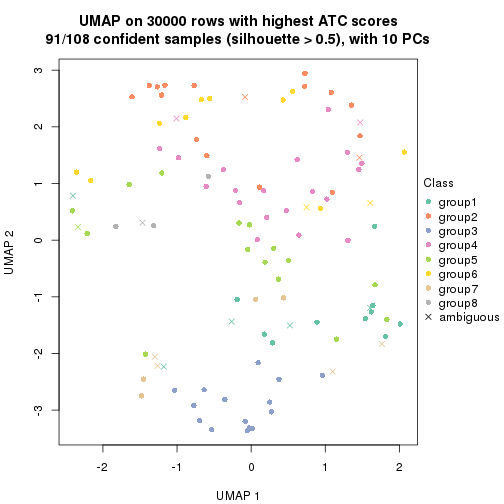 UMAP on 30000 rows with highest ATC scores
91/108 confident samples (silhouette > 0.5), with 10 PCs
3
2
1
0
-1
-2
-3
UMAP 2
-2
-1
0
1
2
UMAP 1
Class
group1
group2
group3
group4
group5
group6
group7
group8
ambiguous